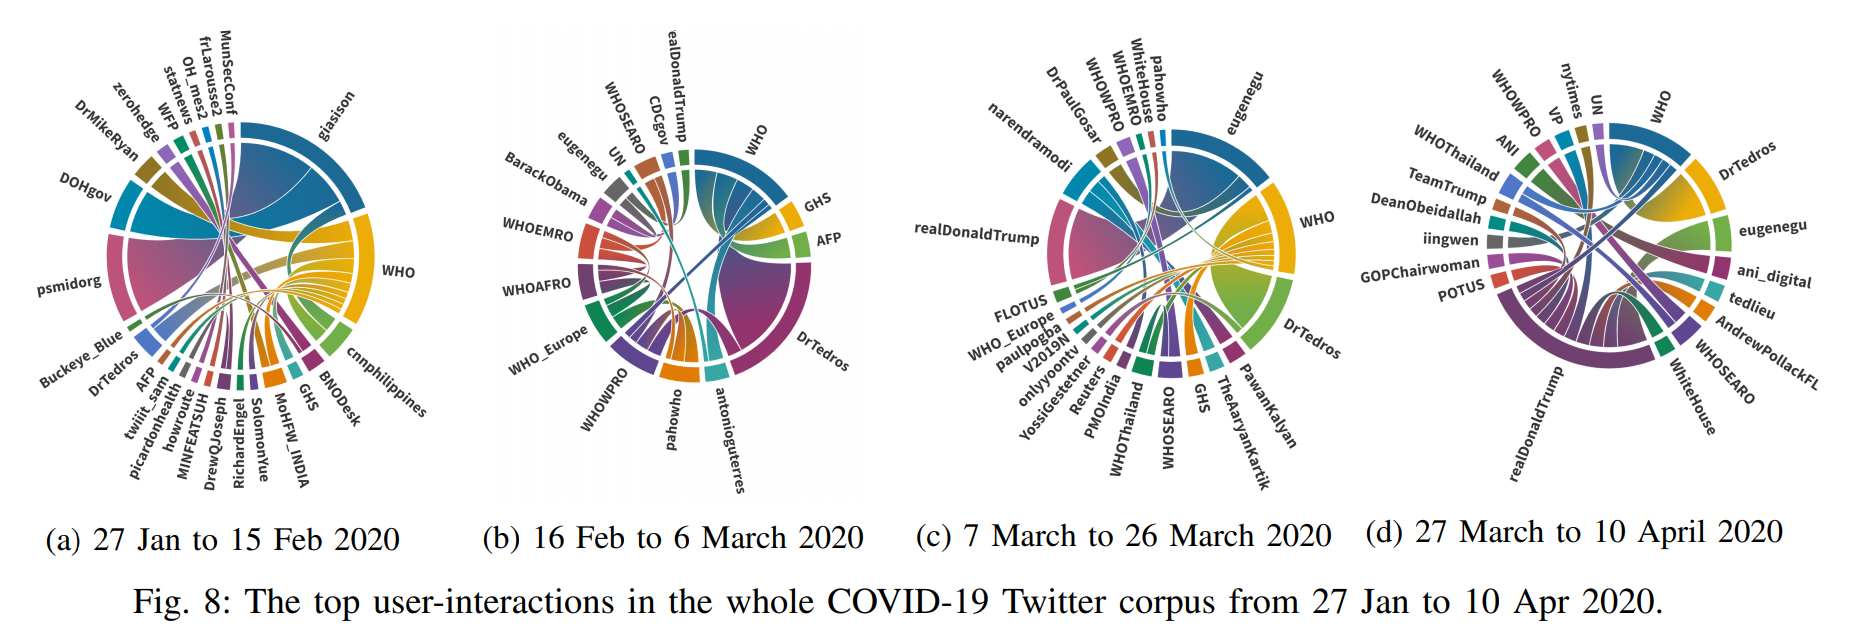 MunSecConf
frLarousse2
OH_mes2
statnews
WFP
zerohedge
DrMikeRyan
DOHgov
psmidorg
Buckeye_Blue
DrTedros
AFP
twiiit_sam
picardonhealth
howroute
MINFEATSUH
DrewQJoseph
RichardEngel
SolomonYue
MoHFW_INDIA
GHS
BNODesk
cnnphilippines
WHO
giasison
(a) 27 Jan to 15 Feb 2020
ealDonaldTrump
CDCgov
WHOSEARO
UN
eugenegu
BarackObama
WHOEMRO
WHOAFRO
WHO_Europe
WHOWPRO
pahowho
antonioguterres
DrTedros
AFP
GHS
WHO
(b) 16 Feb to 6 March 2020
pahowho
WhiteHouse
WHOEMRO
WHOWPRO
DrPaulGosar
narendramodi
realDonaldTrump
FLOTUS
WHO_Europe
paulpogba
V2019N
onlyyoontv
YossiGestetner
Reuters
PMOIndia
WHOThailand
WHOSEARO
GHS
TheAaryanKartik
PawanKalyan
DrTedros
WHO
eugenegu
(c) 7 March to 26 March 2020
UN
nytimes
VP
WHOWPRO
ANI
WHOThailand
TeamTrump
DeanObeidallah
iingwen
GOPChairwoman
POTUS
realDonaldTrump
WhiteHouse
WHOSEARO
AndrewPollackFL
tedlieu
ani_digital
eugenegu
DrTedros
WHO
(d) 27 March to 10 April 2020
Fig. 8: The top user-interactions in the whole COVID-19 Twitter corpus from 27 Jan to 10 Apr 2020.